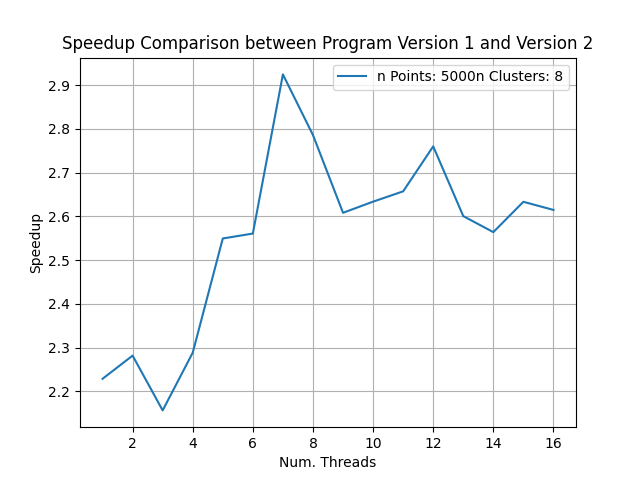 Speedup Comparison between Program Version 1 and Version 2
n Points: 5000n Clusters: 8
2.9
2.8
2.7
2.6
2.5
2.4
2.3
2.2
Speedup
2 4 6 8 10 12 14 16
Num. Threads